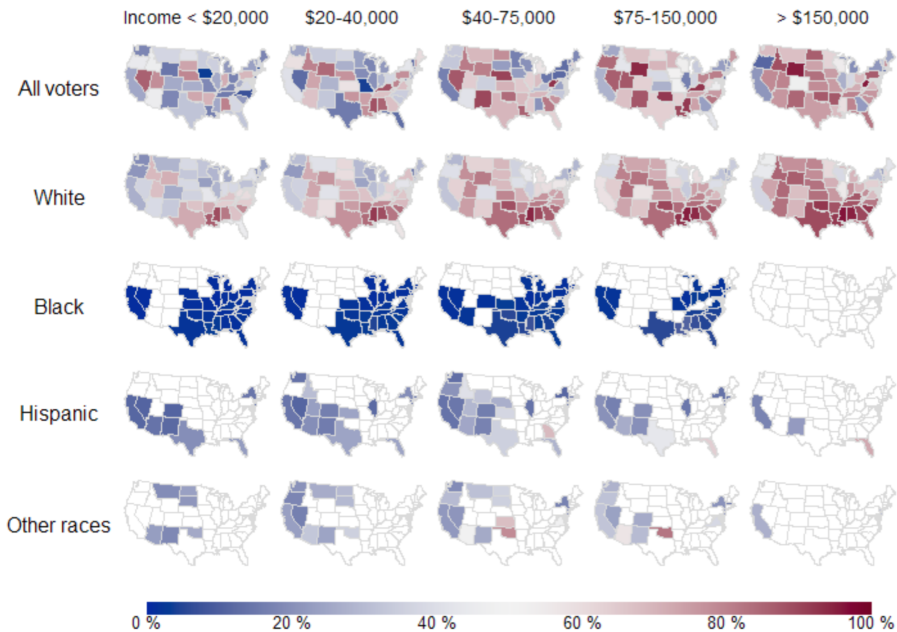 Income < $20,000 $20-40,000 $40-75,000 $75-150,000 > $150,000
All voters
White
Black
Hispanic
Other races
0 % 20 % 40 % 60 % 80 % 100 %